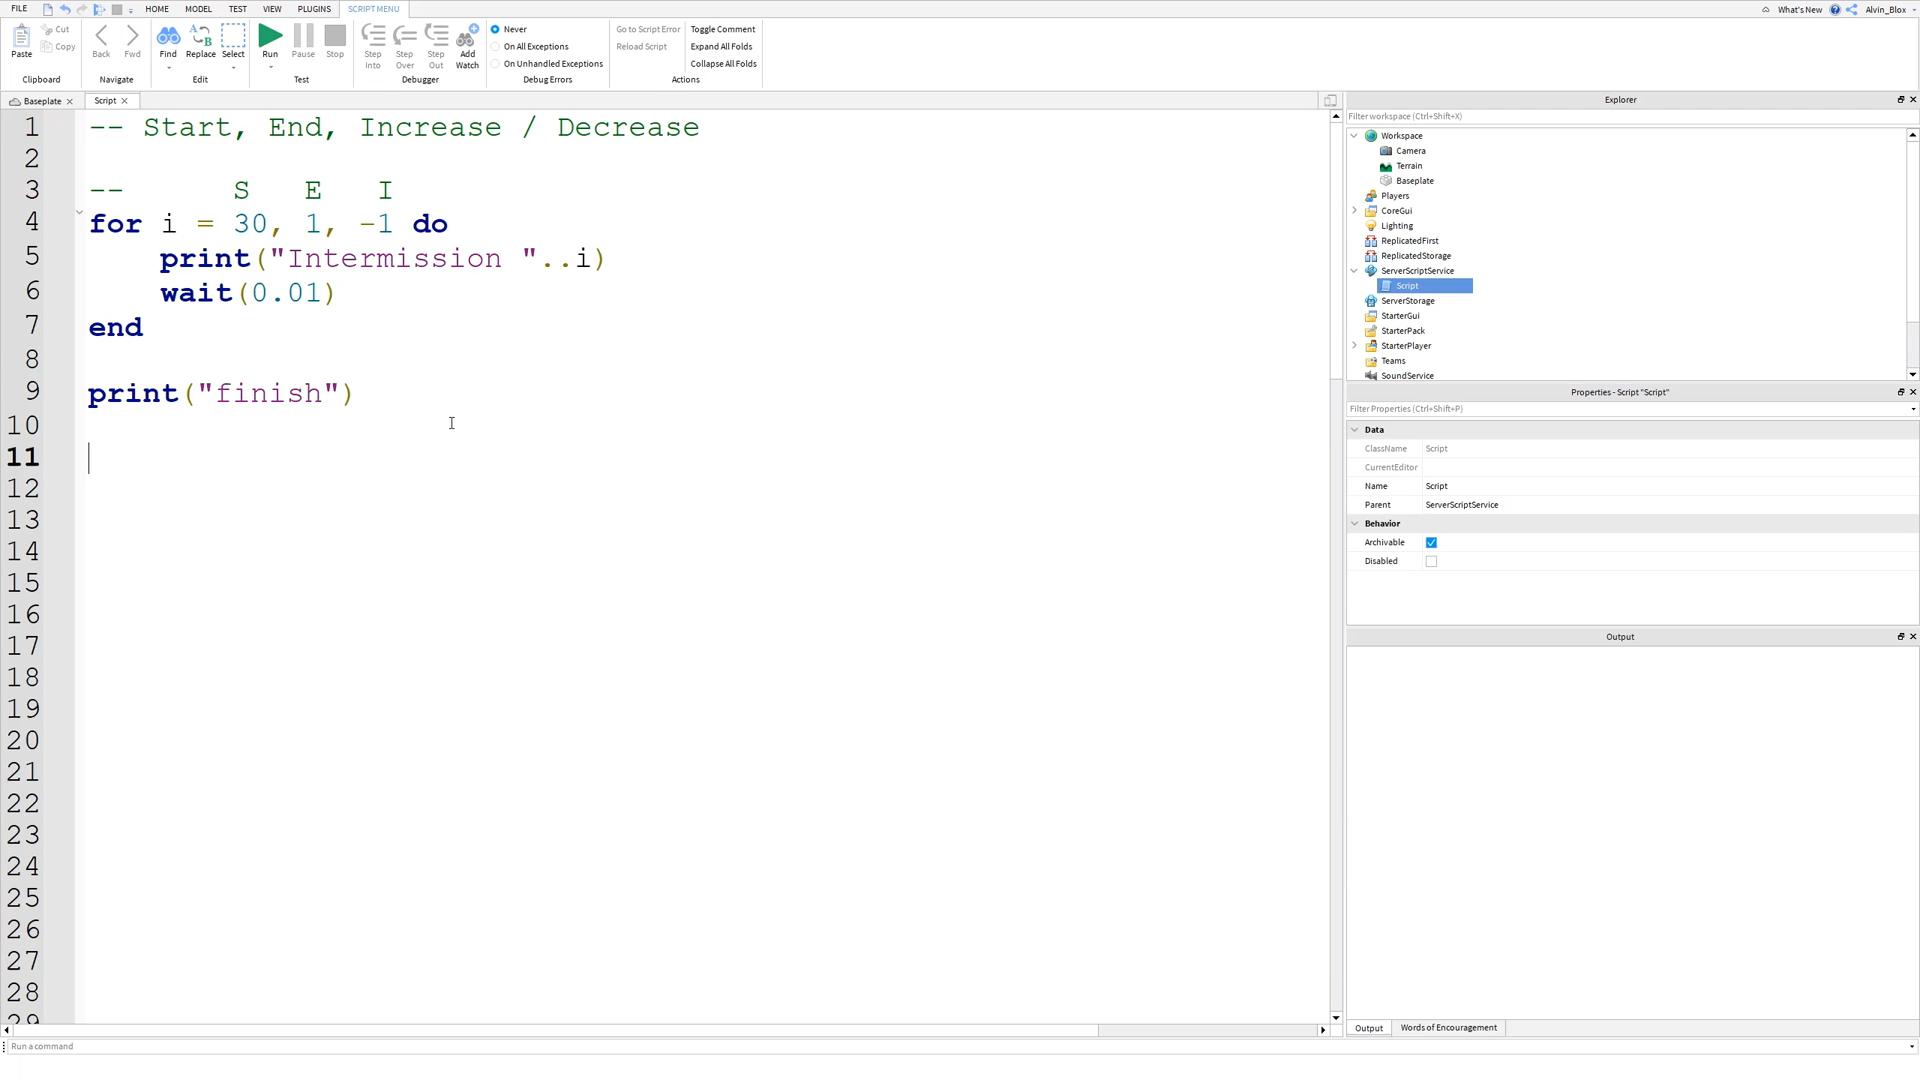 FILE HOME MODEL TEST VIEW PLUGINS SCRIPT MENU What's New Alvin_Blox
Paste Cut Copy
Clipboard
Back Fwd
Navigate
Find Replace Select
Edit
Run Pause Stop
Test
Step Into Step Over Step Out Add Watch
Debugger
Never
On All Exceptions
On Unhandled Exceptions
Debug Errors
Go to Script Error
Reload Script
Toggle Comment
Expand All Folds
Collapse All Folds
Actions
Baseplate Script
1 -- Start, End, Increase / Decrease
2
3 -- S E I
4 for i = 30, 1, -1 do
5 print("Intermission "..i)
6 wait(0.01)
7 end
8
9 print("finish")
10
11
12
13
14
15
16
17
18
19
20
21
22
23
24
25
26
27
28
29
Run a command
Explorer
Filter workspace (Ctrl+Shift+X)
Workspace
Camera
Terrain
Baseplate
Players
CoreGui
Lighting
ReplicatedFirst
ReplicatedStorage
ServerScriptService
Script
ServerStorage
StarterGui
StarterPack
StarterPlayer
Teams
SoundService
Properties - Script "Script"
Filter Properties (Ctrl+Shift+P)
Data
ClassName Script
CurrentEditor
Name Script
Parent ServerScriptService
Behavior
Archivable
Disabled
Output
Output Words of Encouragement